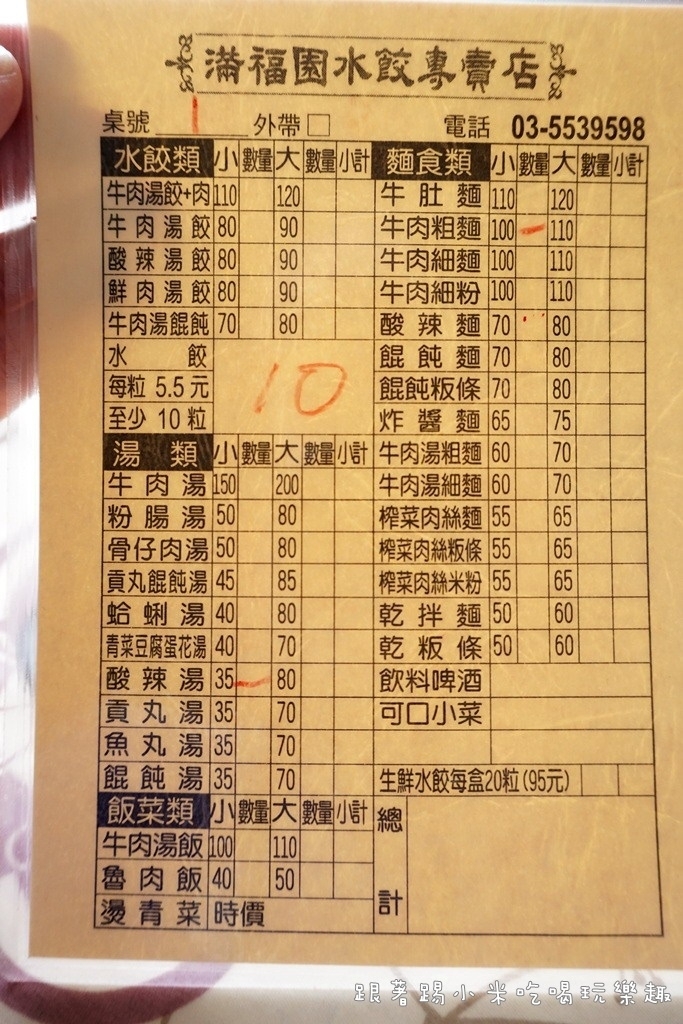 滿福園水餃專賣店
桌號 1 外帶□ 電話 03-5539598
水餃類 小 數量 大 數量 小計
牛肉湯餃+肉 110 120
牛肉湯餃 80 90
酸辣湯餃 80 90
鮮肉湯餃 80 90
牛肉湯餛飩 70 80
水餃
每粒 5.5 元
至少 10 粒
10
湯類 小 數量 大 數量 小計
牛肉湯 150 200
粉腸湯 50 80
骨仔肉湯 50 80
貢丸餛飩湯 45 85
蛤蜊湯 40 80
青菜豆腐蛋花湯 40 70
酸辣湯 35 一 80
貢丸湯 35 70
魚丸湯 35 70
餛飩湯 35 70
飯菜類 小 數量 大 數量 小計
牛肉湯飯 100 110
魯肉飯 40 50
燙青菜 時價
麵食類 小 數量 大 數量 小計
牛肚麵 110 120
牛肉粗麵 100 一 110
牛肉細麵 100 110
牛肉細粉 100 110
酸辣麵 70 80
餛飩麵 70 80
餛飩粄條 70 80
炸醬麵 65 75
牛肉湯粗麵 60 70
牛肉湯細麵 60 70
榨菜肉絲麵 55 65
榨菜肉絲粄條 55 65
榨菜肉絲米粉 55 65
乾拌麵 50 60
乾粄條 50 60
飲料啤酒
可口小菜
生鮮水餃每盒20粒(95元)
總計
跟著踢小米吃喝玩樂趣